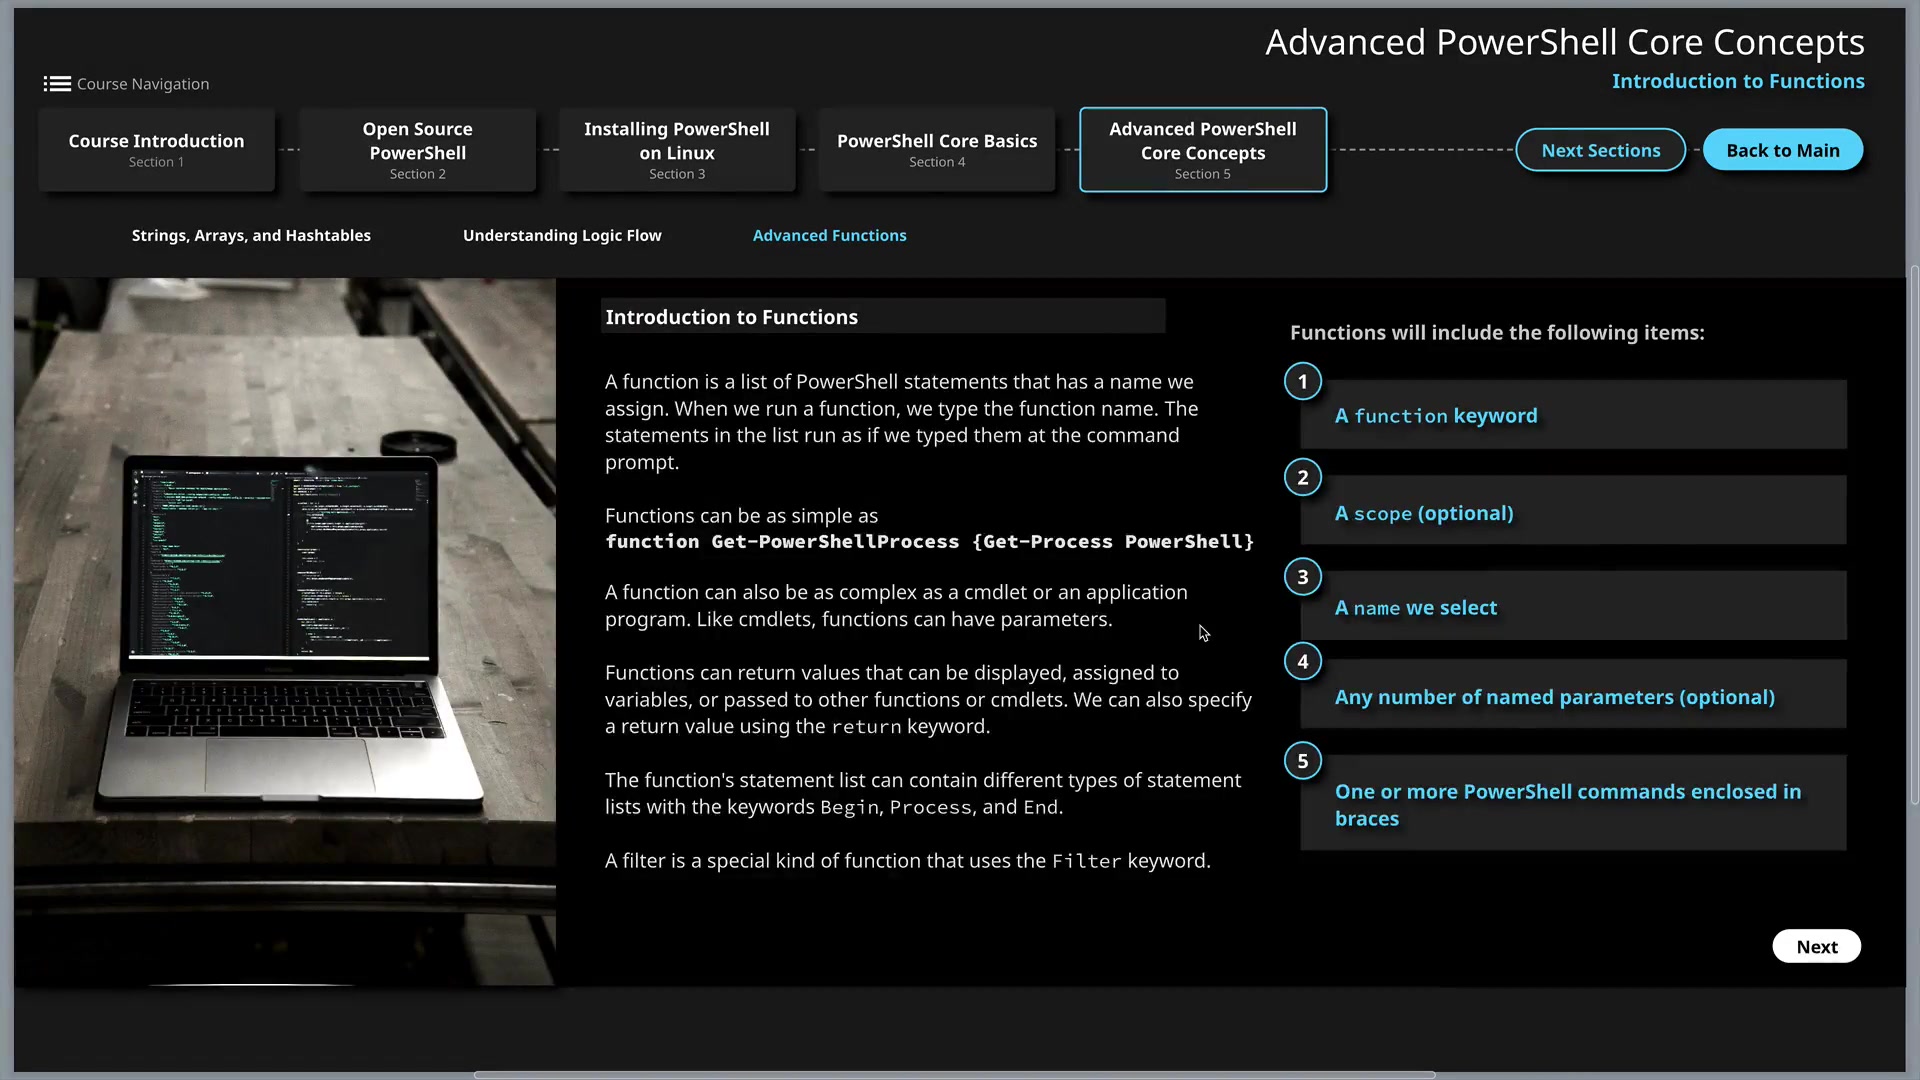 Advanced PowerShell Core Concepts
Introduction to Functions
Course Navigation
Course Introduction
Section 1
Open Source
PowerShell
Section 2
Installing PowerShell
on Linux
Section 3
PowerShell Core Basics
Section 4
Advanced PowerShell
Core Concepts
Section 5
Next Sections
Back to Main
Strings, Arrays, and Hashtables
Understanding Logic Flow
Advanced Functions
Introduction to Functions
A function is a list of PowerShell statements that has a name we
assign. When we run a function, we type the function name. The
statements in the list run as if we typed them at the command
prompt.
Functions can be as simple as
function Get-PowerShellProcess {Get-Process PowerShell}
A function can also be as complex as a cmdlet or an application
program. Like cmdlets, functions can have parameters.
Functions can return values that can be displayed, assigned to
variables, or passed to other functions or cmdlets. We can also specify
a return value using the return keyword.
The function's statement list can contain different types of statement
lists with the keywords Begin, Process, and End.
A filter is a special kind of function that uses the Filter keyword.
Functions will include the following items:
1
A function keyword
2
A scope (optional)
3
A name we select
4
Any number of named parameters (optional)
5
One or more PowerShell commands enclosed in
braces
Next